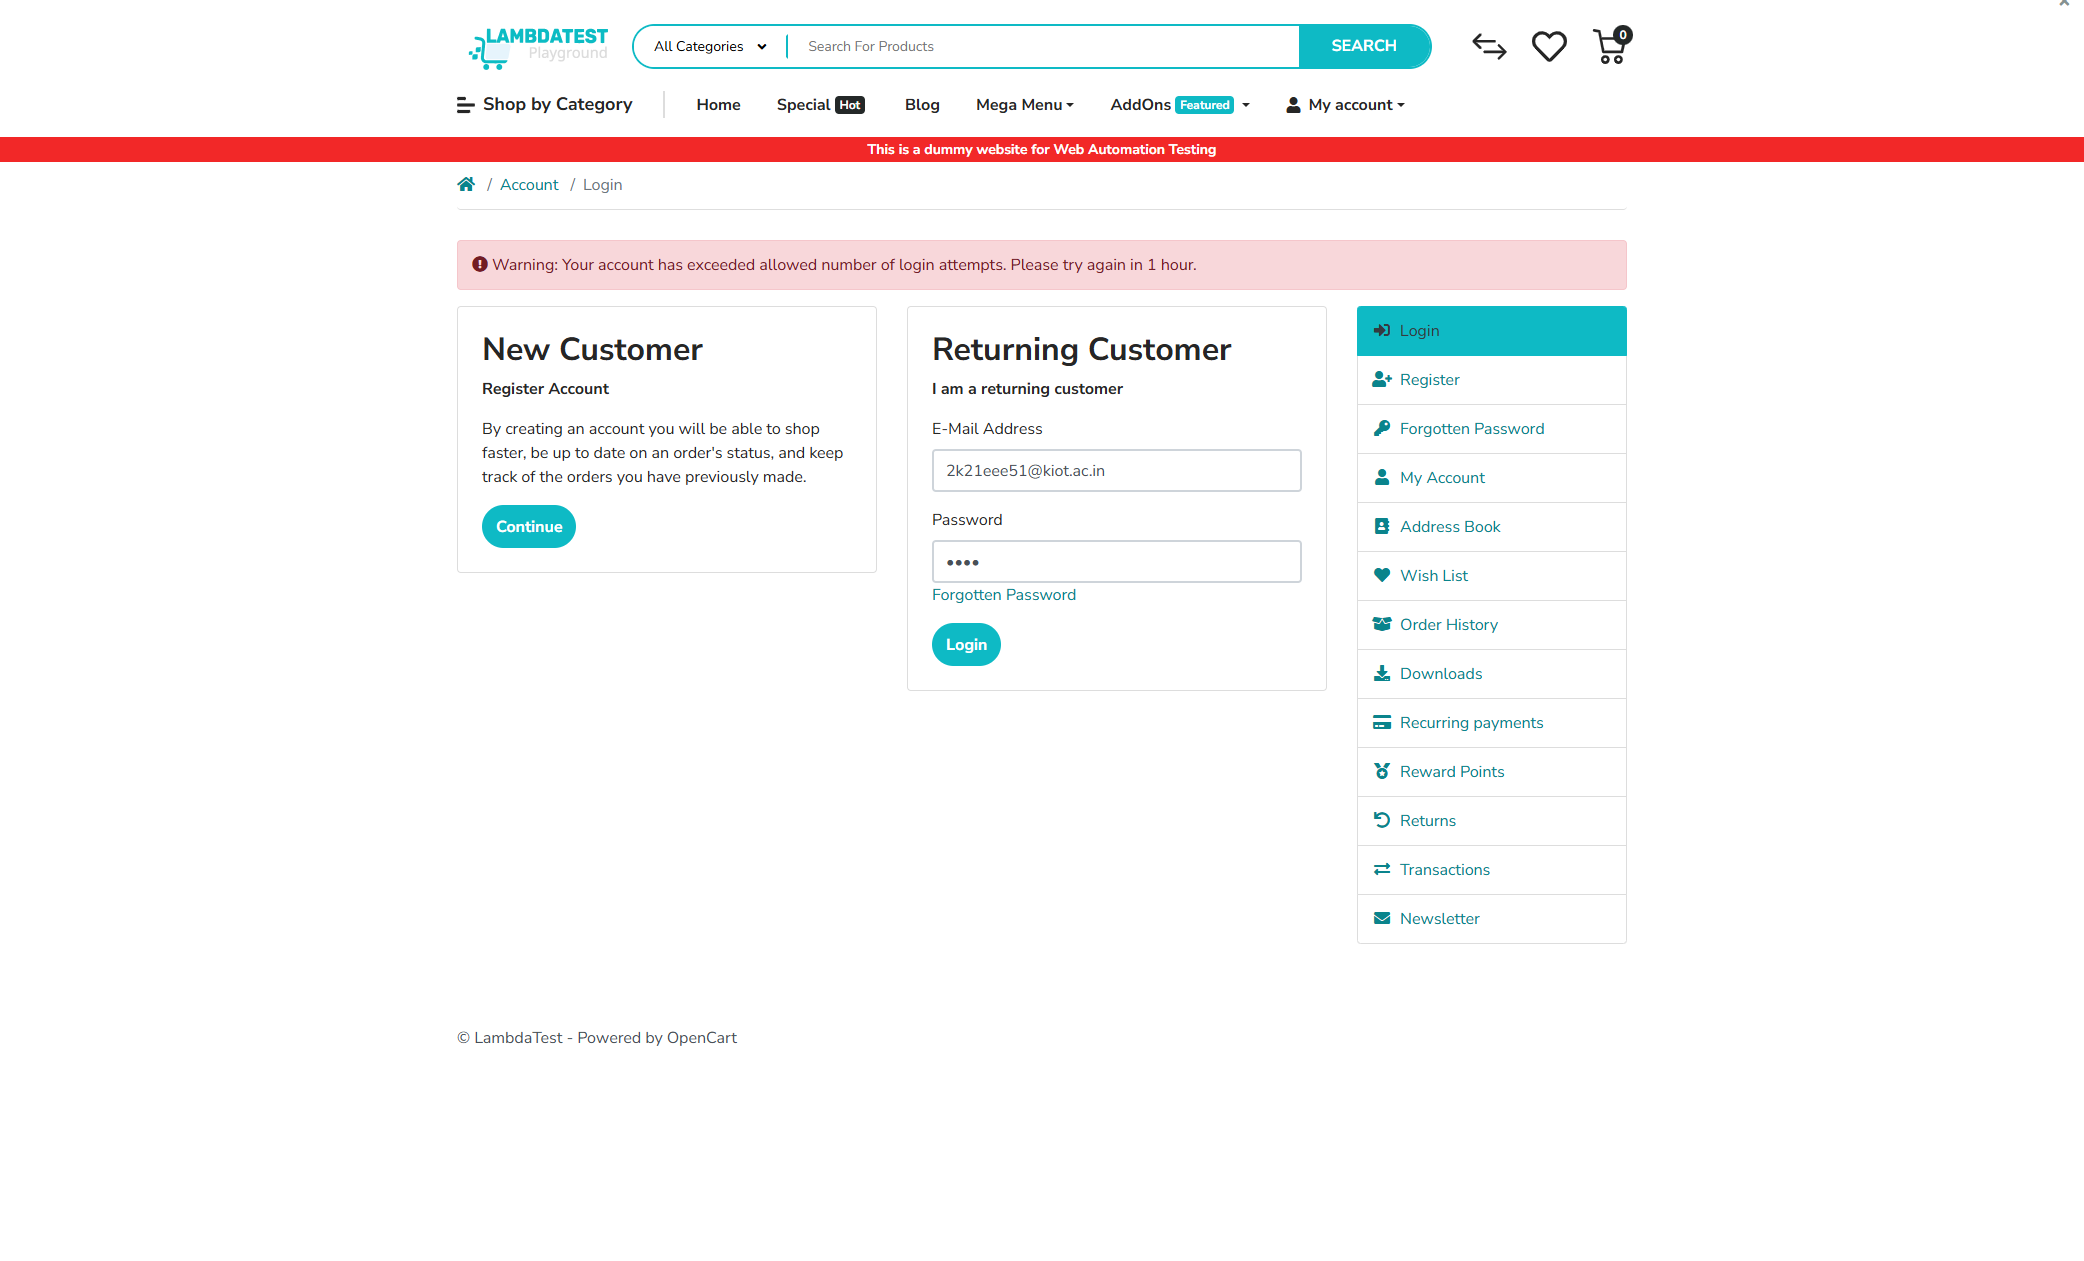 LAMBDATEST
Playground
All Categories
Search For Products
SEARCH
0
Shop by Category
Home
Special Hot
Blog
Mega Menu
AddOns Featured
My account
This is a dummy website for Web Automation Testing
/ Account / Login
Warning: Your account has exceeded allowed number of login attempts. Please try again in 1 hour.
New Customer
Register Account
By creating an account you will be able to shop
faster, be up to date on an order's status, and keep
track of the orders you have previously made.
Continue
Returning Customer
I am a returning customer
E-Mail Address
2k21eee51@kiot.ac.in
Password
••••
Forgotten Password
Login
Login
Register
Forgotten Password
My Account
Address Book
Wish List
Order History
Downloads
Recurring payments
Reward Points
Returns
Transactions
Newsletter
© LambdaTest - Powered by OpenCart